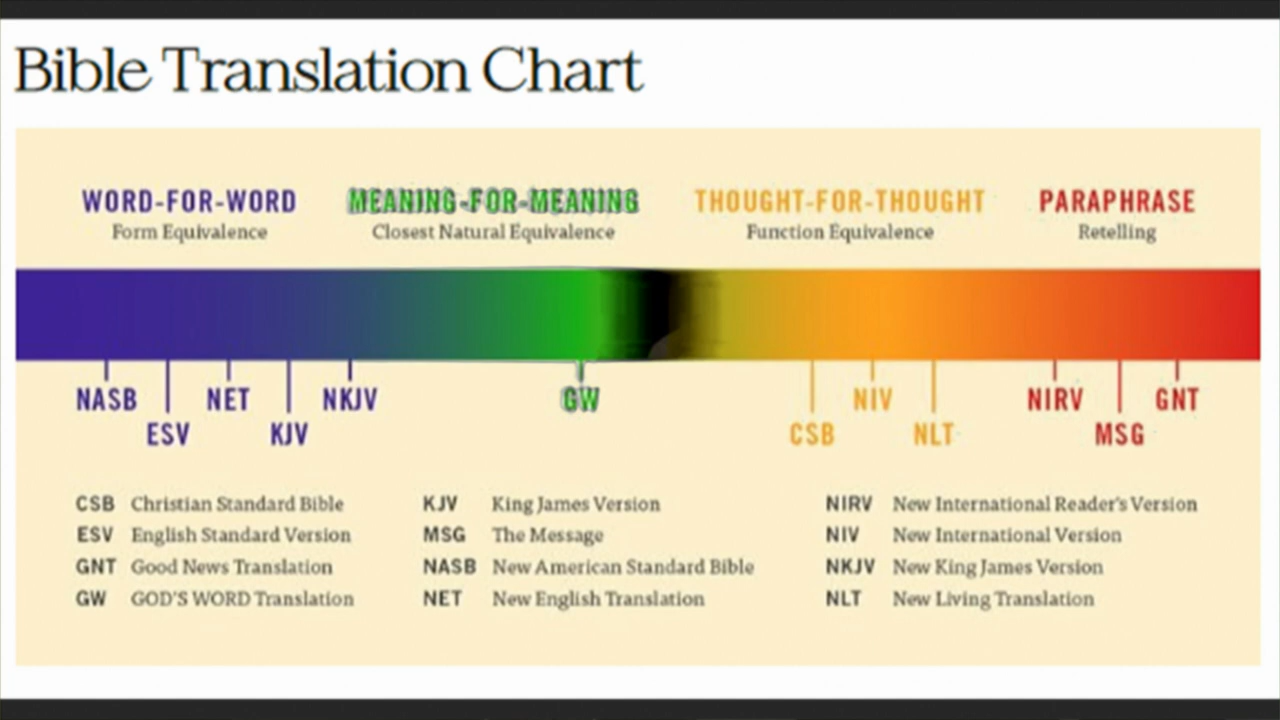 Bible Translation Chart
WORD-FOR-WORD MEANING-FOR-MEANING THOUGHT-FOR-THOUGHT PARAPHRASE
Form Equivalence Closest Natural Equivalence Function Equivalence Retelling
NASB NET NKJV GW NIV NIRV GNT
ESV KJV CSB NLT MSG
CSB Christian Standard Bible KJV King James Version NIRV New International Reader's Version
ESV English Standard Version MSG The Message NIV New International Version
GNT Good News Translation NASB New American Standard Bible NKJV New King James Version
GW GOD'S WORD Translation NET New English Translation NLT New Living Translation